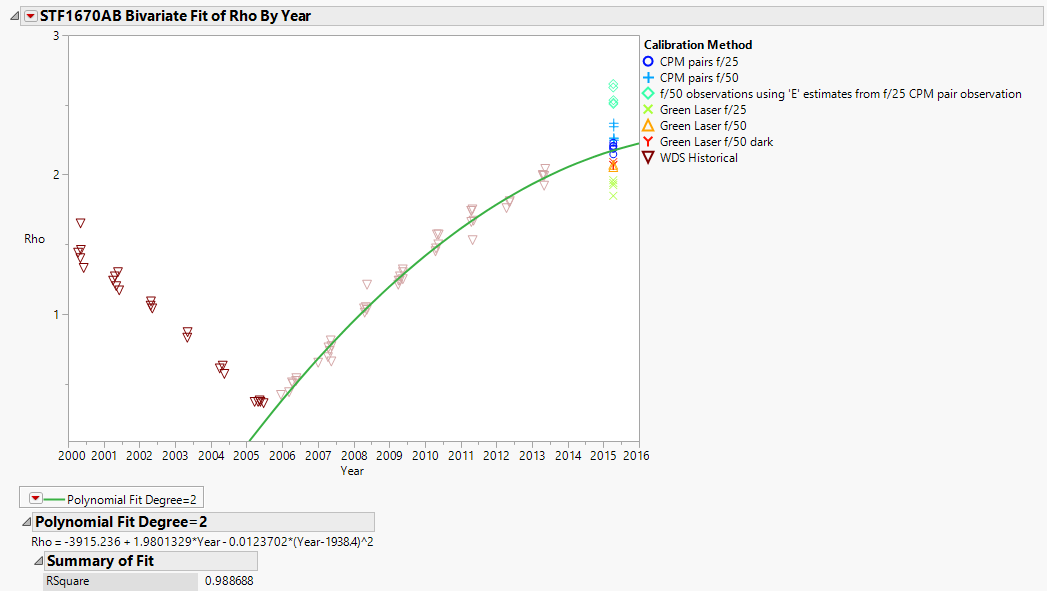 STF1670AB Bivariate Fit of Rho By Year
3
2
1
Rho
2000 2001 2002 2003 2004 2005 2006 2007 2008 2009 2010 2011 2012 2013 2014 2015 2016
Year
Calibration Method
CPM pairs f/25
CPM pairs f/50
f/50 observations using 'E' estimates from f/25 CPM pair observation
Green Laser f/25
Green Laser f/50
Green Laser f/50 dark
WDS Historical
Polynomial Fit Degree=2
Polynomial Fit Degree=2
Rho = -3915.236 + 1.9801329*Year - 0.0123702*(Year-1938.4)^2
Summary of Fit
RSquare 0.988688